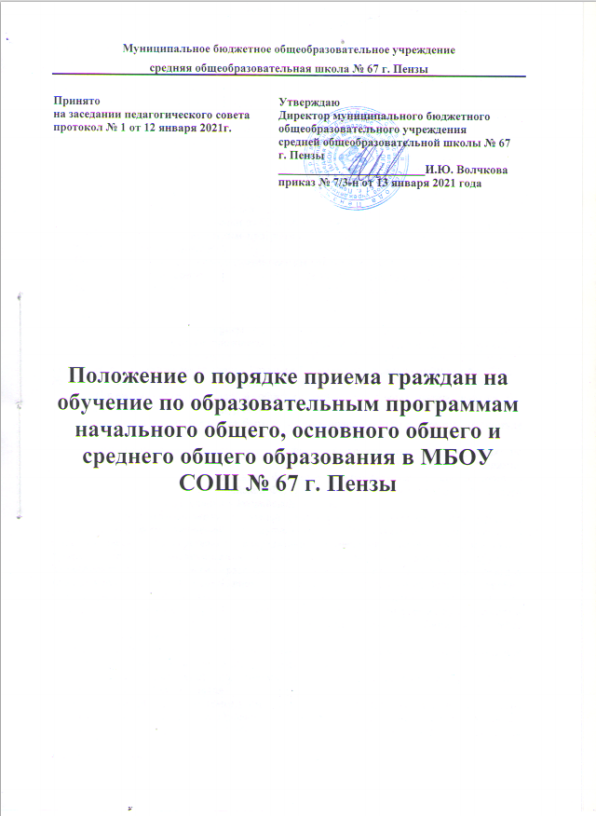 Муниципальное бюджетное общеобразовательное учреждение
средняя общеобразовательная школа № 67 г. Пензы
Принято
на заседании педагогического совета
протокол № 1 от 12 января 2021г.
Утверждаю
Директор муниципального бюджетного
общеобразовательного учреждения
средней общеобразовательной школы № 67
г. Пензы
И.Ю. Волчкова
приказ № 7/3-и от 13 января 2021 года
Положение о порядке приема граждан на
обучение по образовательным программам
начального общего, основного общего и
среднего общего образования в МБОУ
СОШ № 67 г. Пензы